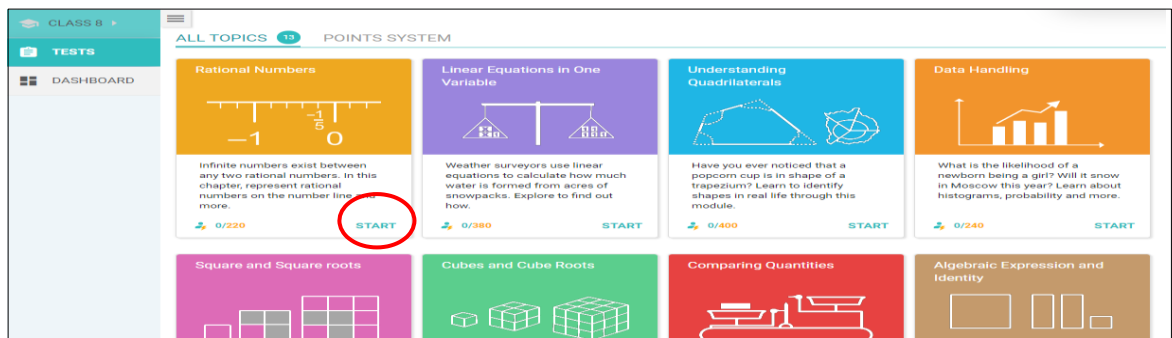 CLASS 8
TESTS
DASHBOARD
ALL TOPICS 13 POINTS SYSTEM
Rational Numbers
-1
-1
5
0
Infinite numbers exist between
any two rational numbers. In this
chapter, represent rational
numbers on the number line and
more.
0/220 START
Linear Equations in One
Variable
Weather surveyors use linear
equations to calculate how much
water is formed from acres of
snowpacks. Explore to find out
how.
0/380 START
Understanding
Quadrilaterals
Have you ever noticed that a
popcorn cup is in shape of a
trapezium? Learn to identify
shapes in real life through this
module.
0/400 START
Data Handling
What is the likelihood of a
newborn being a girl? Will it snow
in Moscow this year? Learn about
histograms, probability and more.
0/240 START
Square and Square roots
Cubes and Cube Roots
Comparing Quantities
Algebraic Expression and
Identity